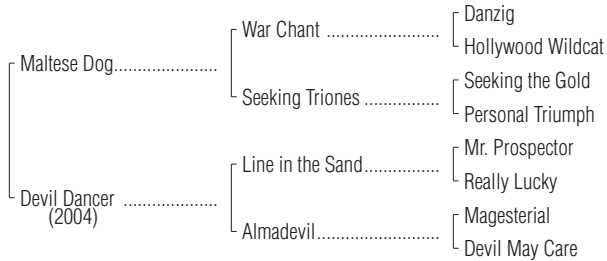 Danzig
War Chant ........................
Hollywood Wildcat
Maltese Dog......................
Seeking the Gold
Seeking Triones ................
Personal Triumph
Mr. Prospector
Line in the Sand................
Really Lucky
Devil Dancer ....................
(2004)
Magesterial
Almadevil..........................
Devil May Care